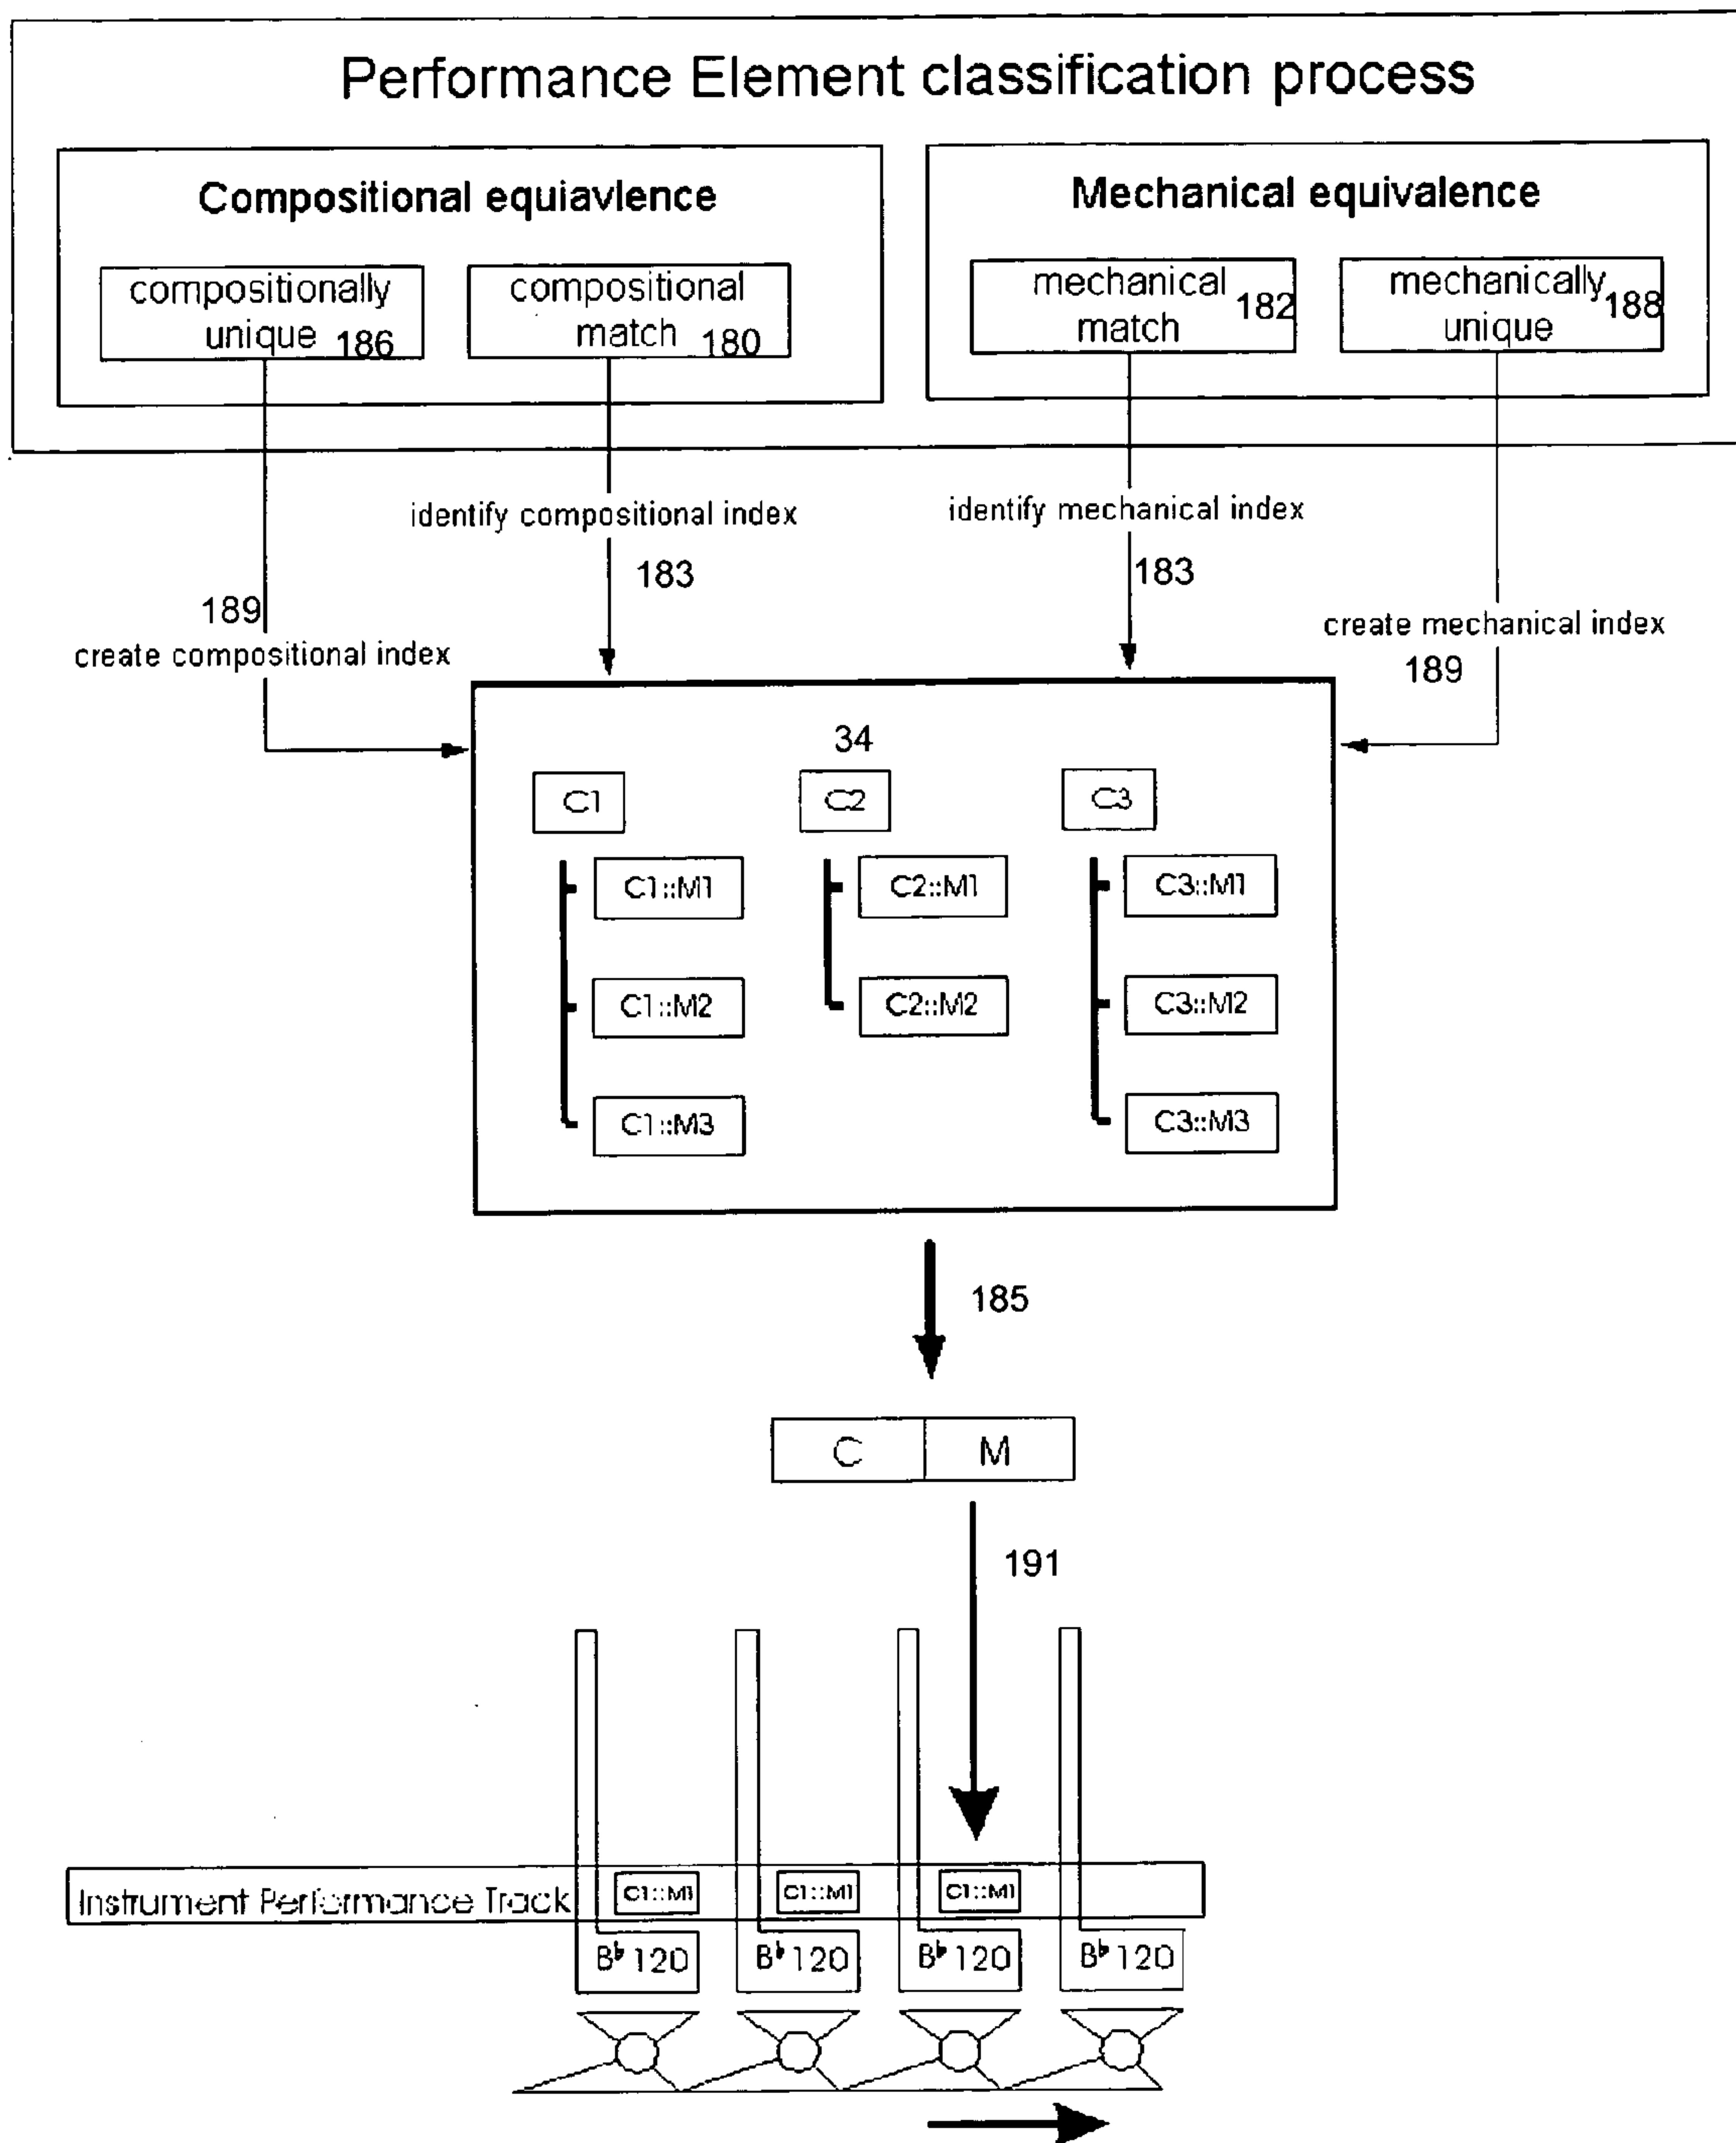 Performance Element classification process
Compositional equiavlence
Mechanical equivalence
compositionally
unique 186
compositional
match 180
mechanical 182
match
mechanically 188
unique
identify compositional index
183
identify mechanical index
183
189
create compositional index
create mechanical index
189
34
C1
C2
C3
C1::M1
C2::M1
C3::M1
C1::M2
C2::M2
C3::M2
C1::M3
C3::M3
185
C
M
191
Instrument Performance Track
C1::M1
C1::M1
C1::M1
B♭120
B♭120
B♭120
B♭120